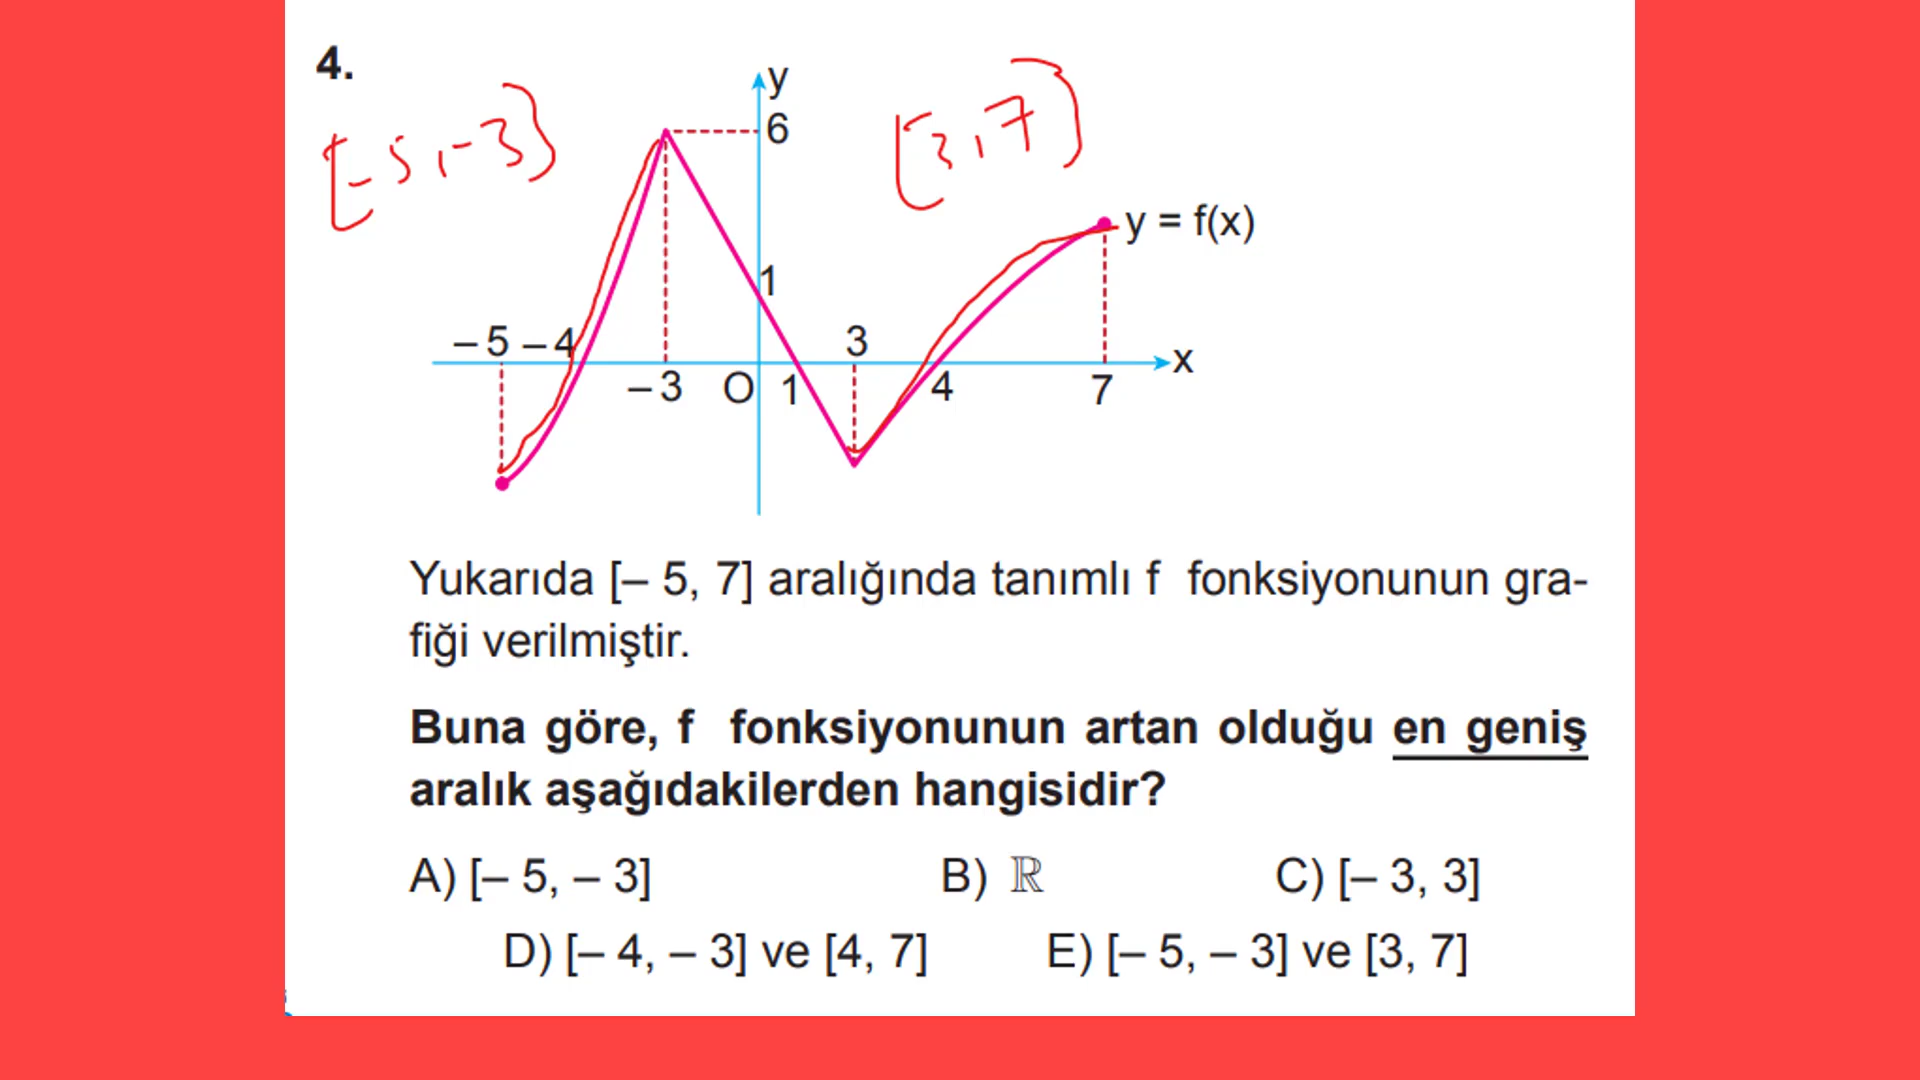 4.
[-5,-3]
[3,7]
y
6
1
y = f(x)
– 5 – 4
3
x
– 3 O 1
4
7
Yukarıda [– 5, 7] aralığında tanımlı f fonksiyonunun gra-
fiği verilmiştir.
Buna göre, f fonksiyonunun artan olduğu en geniş
aralık aşağıdakilerden hangisidir?
A) [– 5, – 3] B) ℝ C) [– 3, 3]
D) [– 4, – 3] ve [4, 7] E) [– 5, – 3] ve [3, 7]